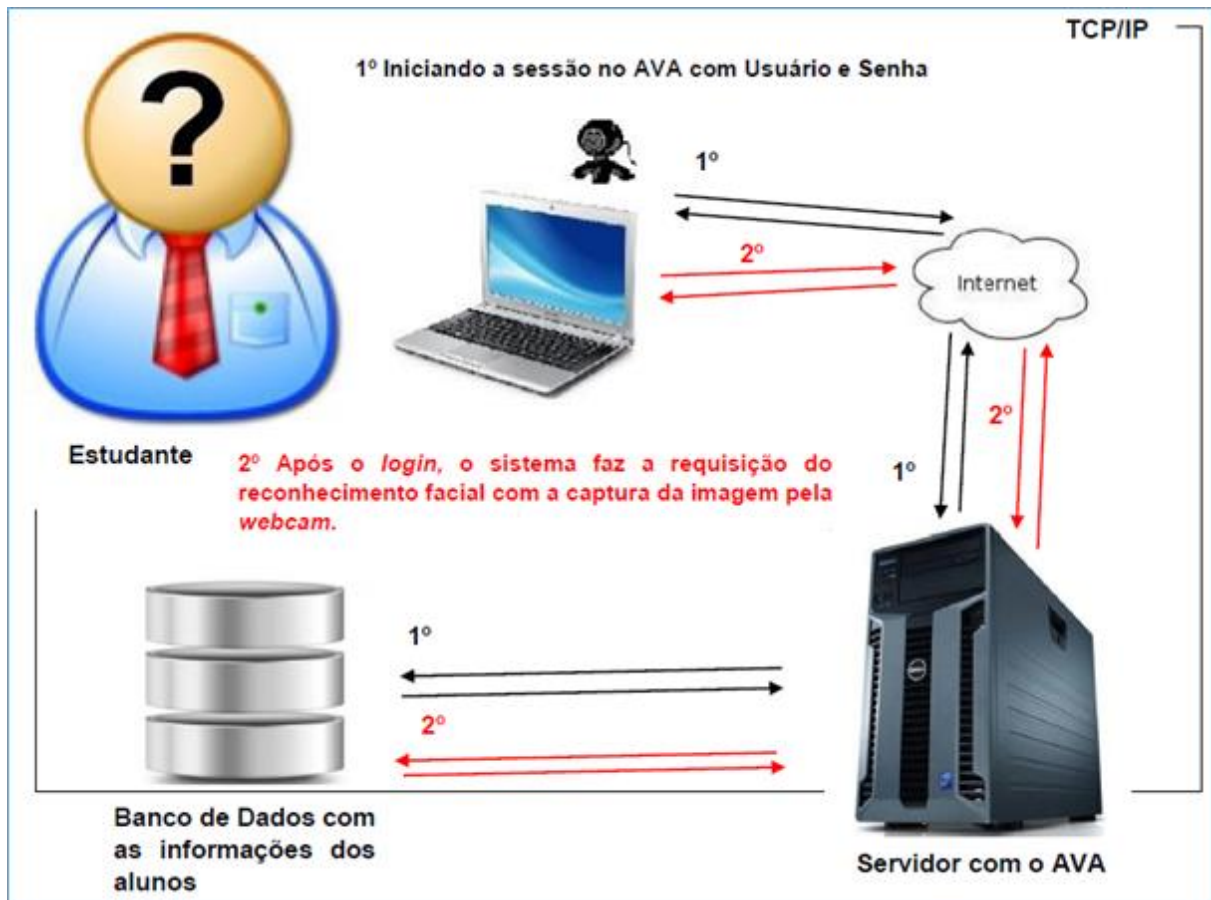 TCP/IP
1º Iniciando a sessão no AVA com Usuário e Senha
?
1º
2º
Internet
2º
1º
Estudante
2º Após o login, o sistema faz a requisição do
reconhecimento facial com a captura da imagem pela
webcam.
1º
2º
Banco de Dados com
as informações dos
alunos
DELL
Servidor com o AVA